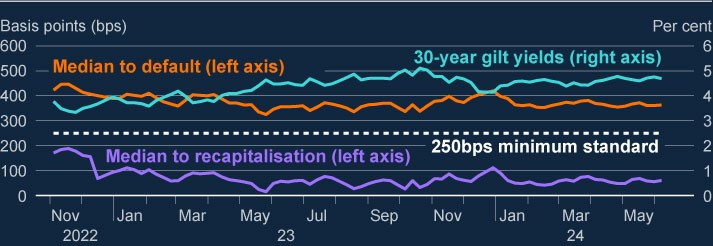 Basis points (bps) Per cent
600 6
Median to default (left axis) 30-year gilt yields (right axis)
500 5
400 4
300 3
250bps minimum standard
200 2
Median to recapitalisation (left axis)
100 1
0 0
Nov Jan Mar May Jul Sep Nov Jan Mar May
2022 23 24